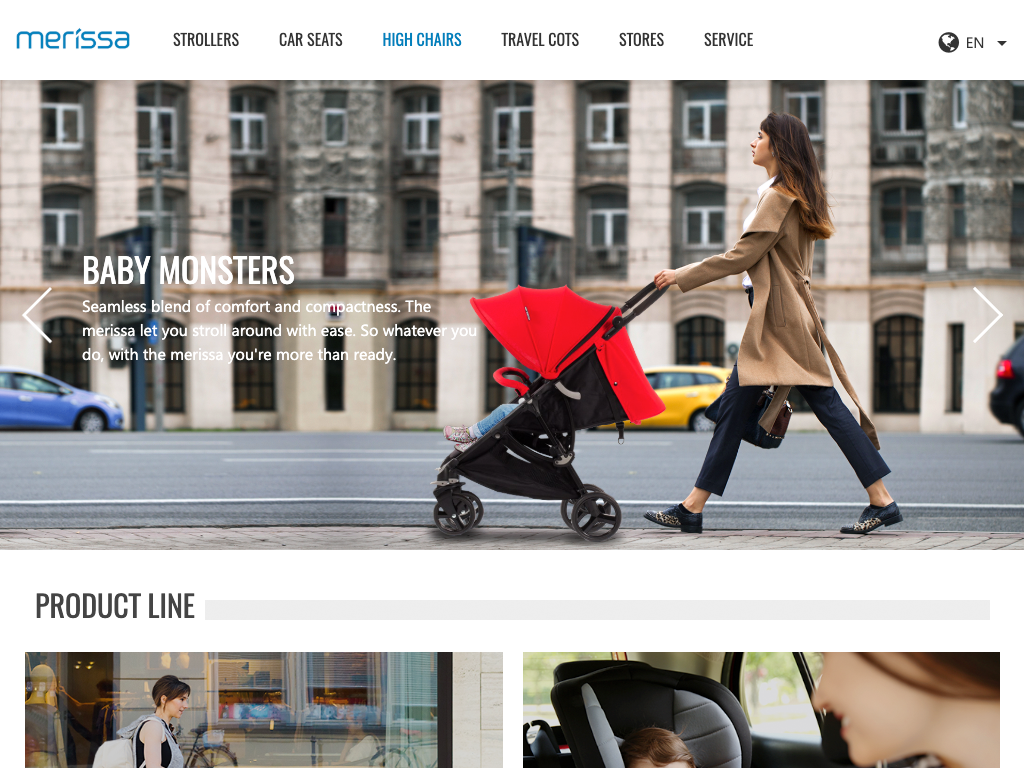 merissa
STROLLERS
CAR SEATS
HIGH CHAIRS
TRAVEL COTS
STORES
SERVICE
EN
BABY MONSTERS
Seamless blend of comfort and compactness. The
merissa let you stroll around with ease. So whatever you
do, with the merissa you're more than ready.
PRODUCT LINE